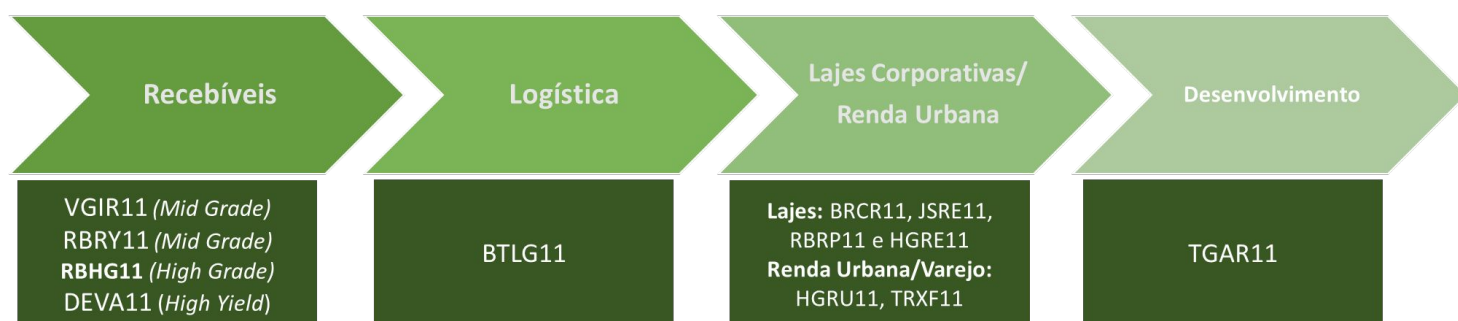 Recebíveis
VGIR11 (Mid Grade)
RBRY11 (Mid Grade)
RBHG11 (High Grade)
DEVA11 (High Yield)
Logística
BTLG11
Lajes Corporativas/
Renda Urbana
Lajes: BRCR11, JSRE11,
RBRP11 e HGRE11
Renda Urbana/Varejo:
HGRU11, TRXF11
Desenvolvimento
TGAR11